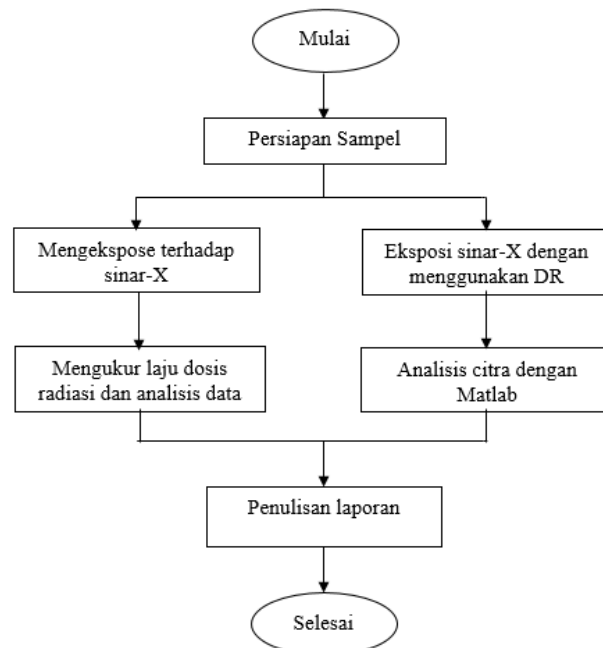 Mulai
Persiapan Sampel
Mengekspose terhadap
sinar-X
Eksposi sinar-X dengan
menggunakan DR
Mengukur laju dosis
radiasi dan analisis data
Analisis citra dengan
Matlab
Penulisan laporan
Selesai